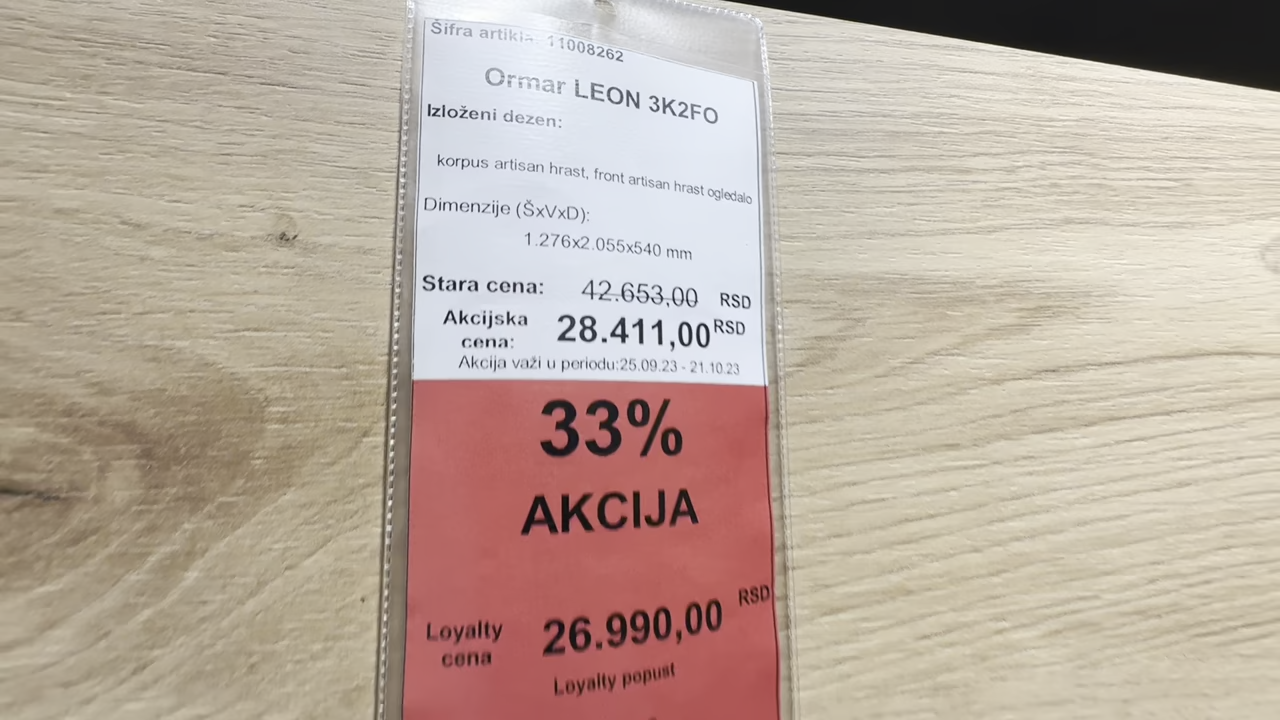 Šifra artikla: 11008262
Ormar LEON 3K2FO
Izloženi dezen:
korpus artisan hrast, front artisan hrast ogledalo
Dimenzije (ŠxVxD):
1.276x2.055x540 mm
Stara cena: 42.653,00 RSD
Akcijska cena: 28.411,00 RSD
Akcija važi u periodu:25.09.23 - 21.10.23
33%
AKCIJA
Loyalty cena 26.990,00 RSD
Loyalty popust